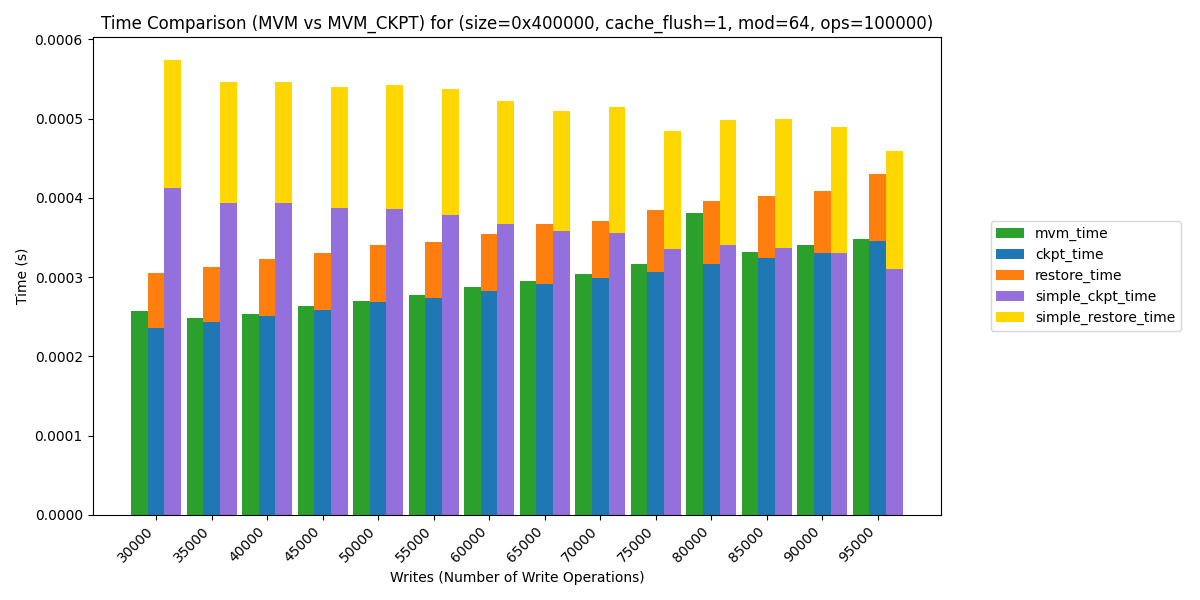 Time Comparison (MVM vs MVM_CKPT) for (size=0x400000, cache_flush=1, mod=64, ops=100000)
0.0006
0.0005
0.0004
0.0003
0.0002
0.0001
0.0000
Time (s)
30000
35000
40000
45000
50000
55000
60000
65000
70000
75000
80000
85000
90000
95000
Writes (Number of Write Operations)
mvm_time
ckpt_time
restore_time
simple_ckpt_time
simple_restore_time